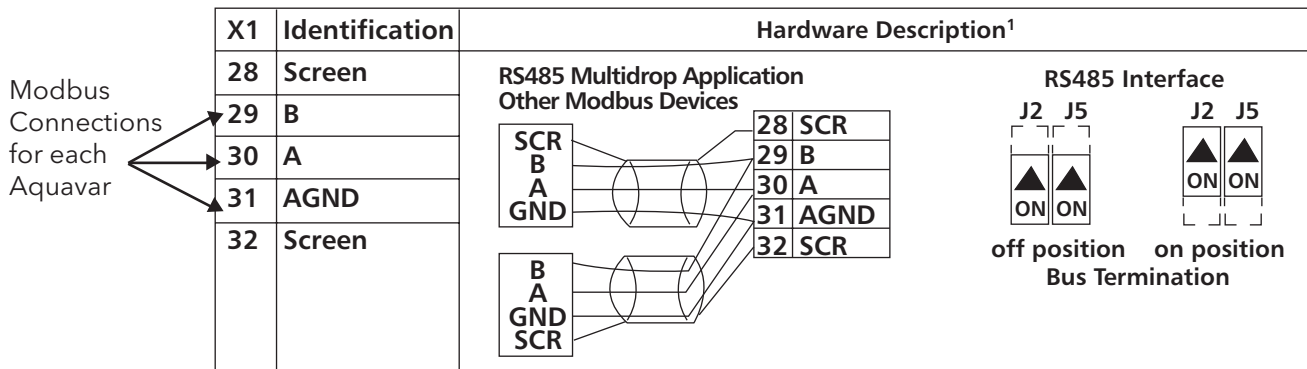 X1 Identification Hardware Description1
Modbus
Connections
for each
Aquavar
28 Screen
29 B
30 A
31 AGND
32 Screen
RS485 Multidrop Application
Other Modbus Devices
SCR
B
A
GND
28 SCR
29 B
30 A
31 AGND
32 SCR
B
A
GND
SCR
RS485 Interface
J2 J5 J2 J5
ON ON ON ON
off position on position
Bus Termination